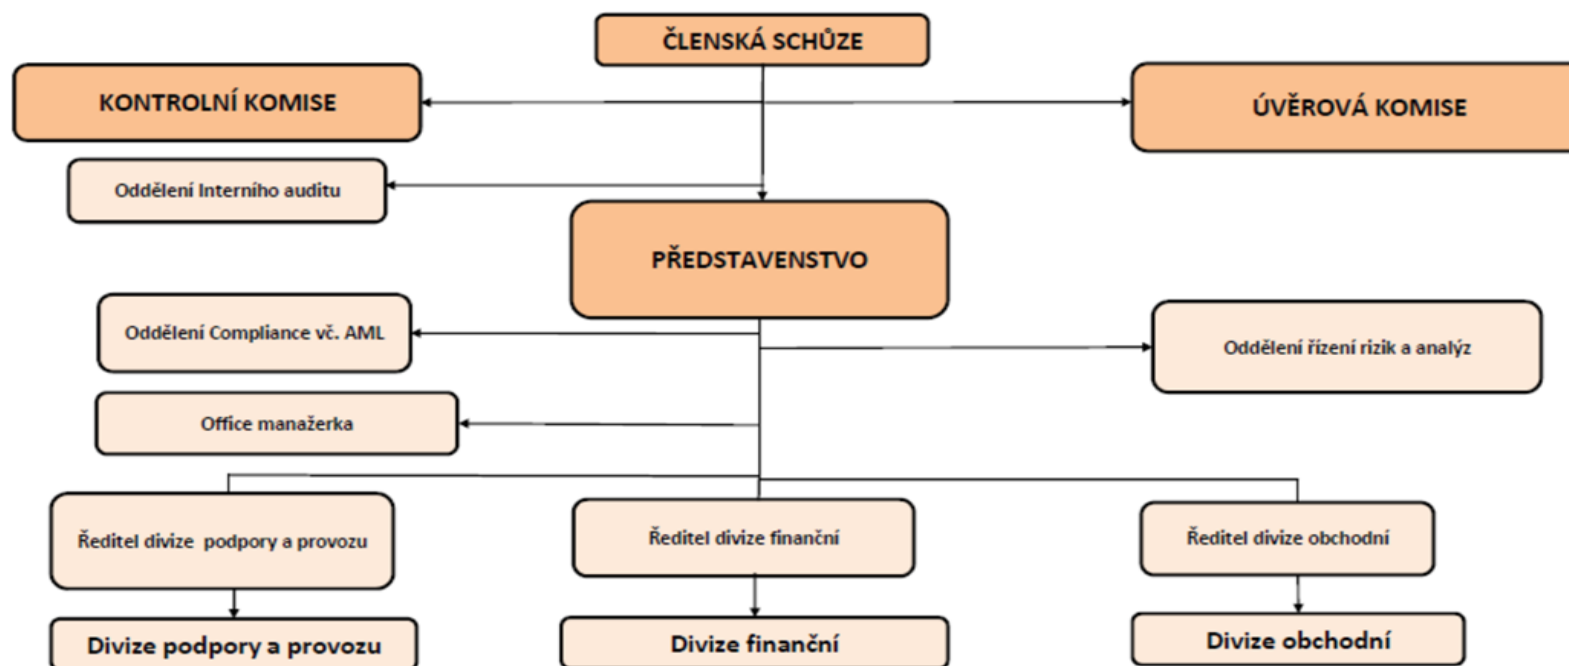 ČLENSKÁ SCHŮZE
KONTROLNÍ KOMISE
ÚVĚROVÁ KOMISE
Oddělení Interního auditu
PŘEDSTAVENSTVO
Oddělení Compliance vč. AML
Oddělení řízení rizik a analýz
Office manažerka
Ředitel divize podpory a provozu
Ředitel divize finanční
Ředitel divize obchodní
Divize podpory a provozu
Divize finanční
Divize obchodní